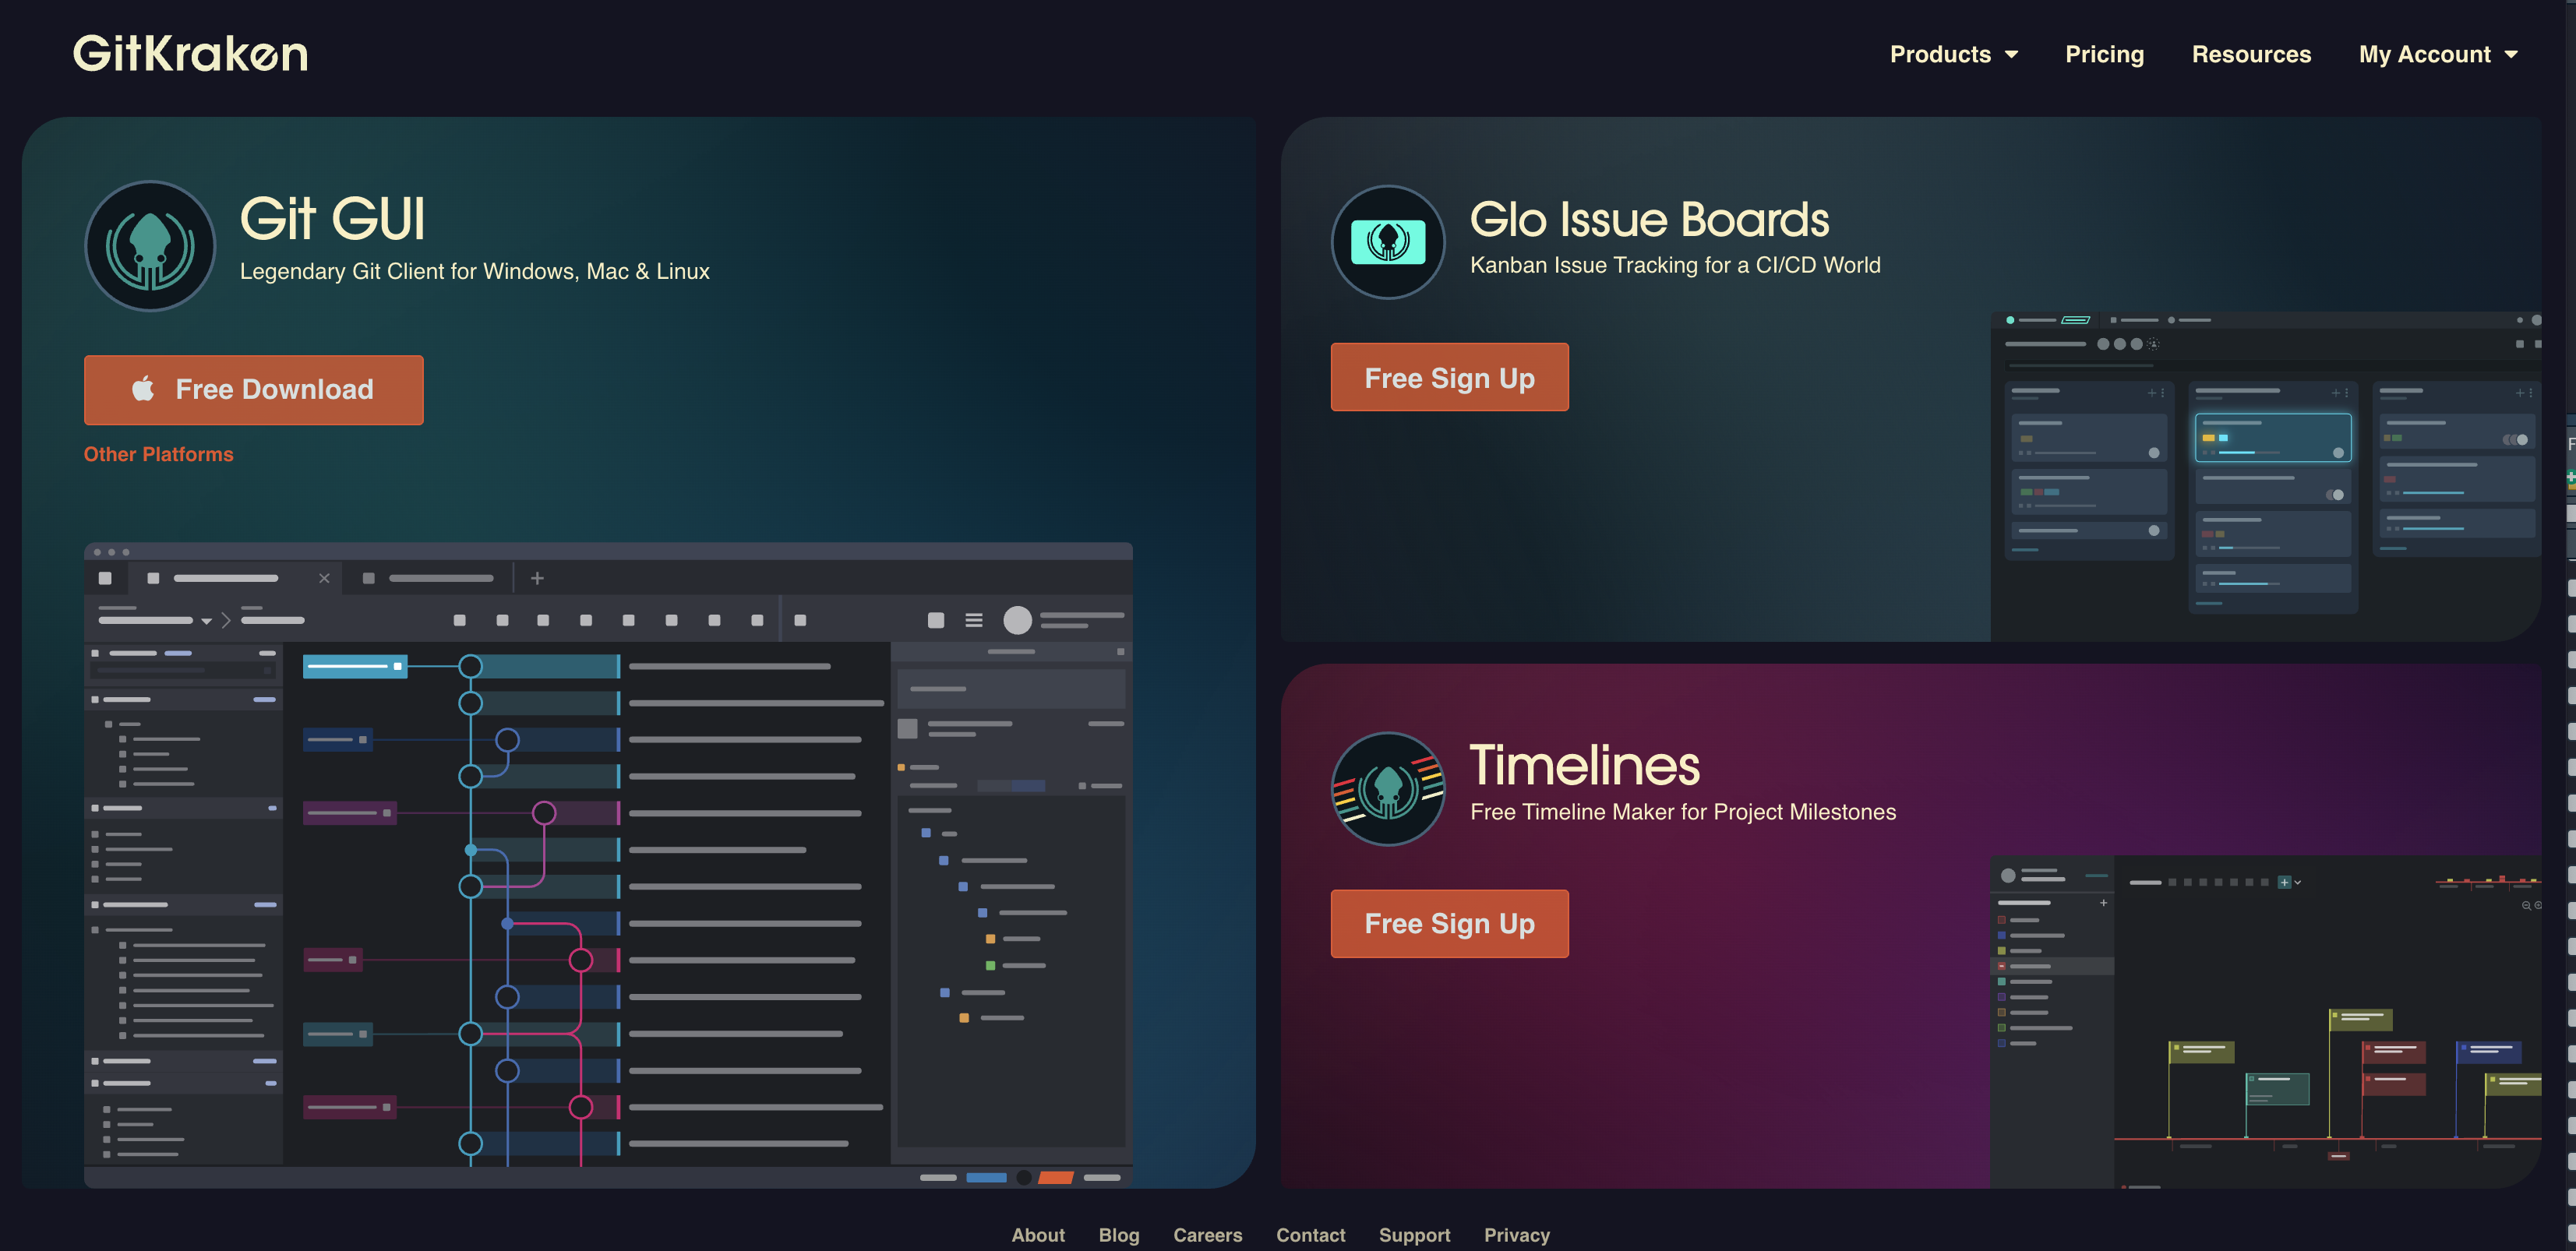 GitKraken
Products
Pricing
Resources
My Account
Git GUI
Legendary Git Client for Windows, Mac & Linux
Free Download
Other Platforms
Glo Issue Boards
Kanban Issue Tracking for a CI/CD World
Free Sign Up
Timelines
Free Timeline Maker for Project Milestones
Free Sign Up
About
Blog
Careers
Contact
Support
Privacy